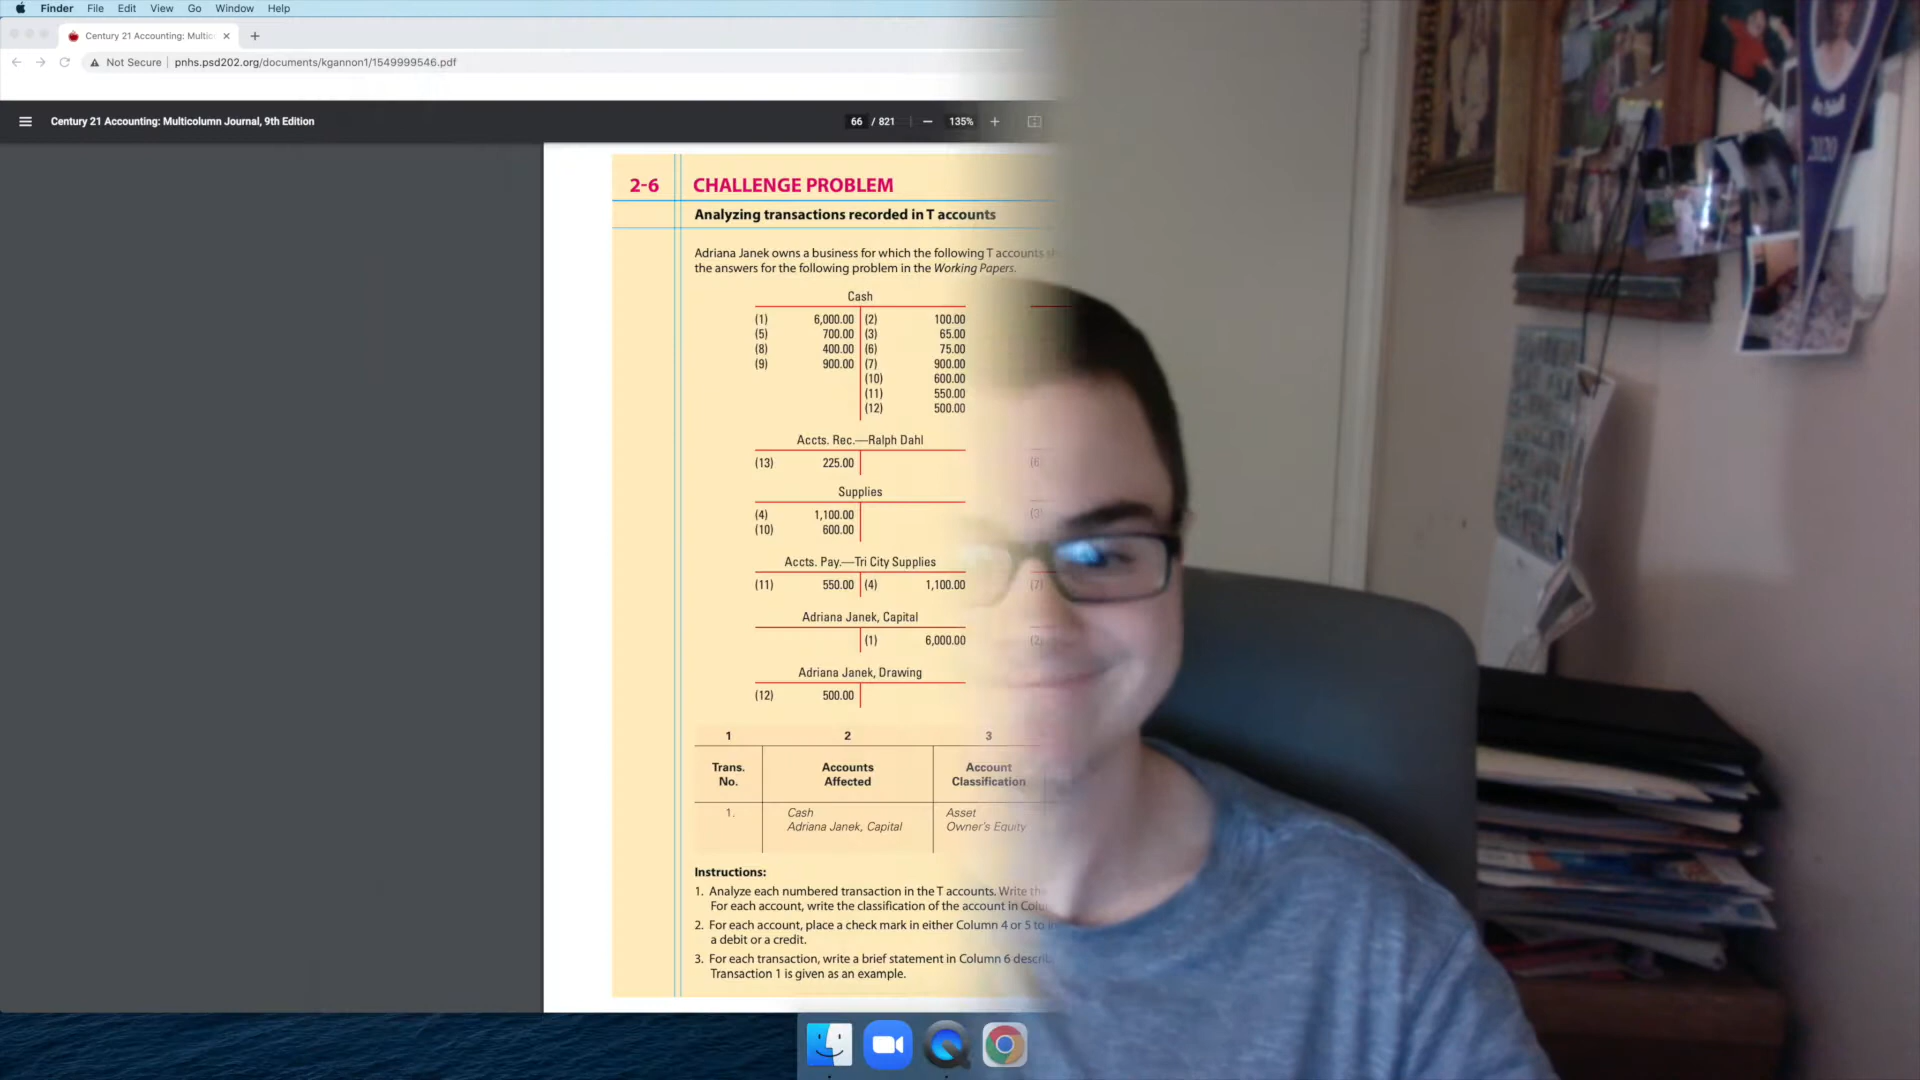 Finder File Edit View Go Window Help
Century 21 Accounting: Multic
Not Secure pnhs.psd202.org/documents/kgannon1/1549999546.pdf
Century 21 Accounting: Multicolumn Journal, 9th Edition 66 / 821 135%
2-6 CHALLENGE PROBLEM
Analyzing transactions recorded in T accounts
Adriana Janek owns a business for which the following T accounts
the answers for the following problem in the Working Papers.
Cash
(1) 6,000.00 (2) 100.00
(5) 700.00 (3) 65.00
(8) 400.00 (6) 75.00
(9) 900.00 (7) 900.00
(10) 600.00
(11) 550.00
(12) 500.00
Accts. Rec.—Ralph Dahl
(13) 225.00 (6)
Supplies
(4) 1,100.00 (3)
(10) 600.00
Accts. Pay.—Tri City Supplies
(11) 550.00 (4) 1,100.00 (7)
Adriana Janek, Capital
(1) 6,000.00 (2)
Adriana Janek, Drawing
(12) 500.00
1 2 3
Trans. Accounts Account
No. Affected Classification
1. Cash Asset
Adriana Janek, Capital Owner's Equity
Instructions:
1. Analyze each numbered transaction in the T accounts. Write the
For each account, write the classification of the account in
2. For each account, place a check mark in either Column 4 or 5 to
a debit or a credit.
3. For each transaction, write a brief statement in Column 6
Transaction 1 is given as an example.
2020